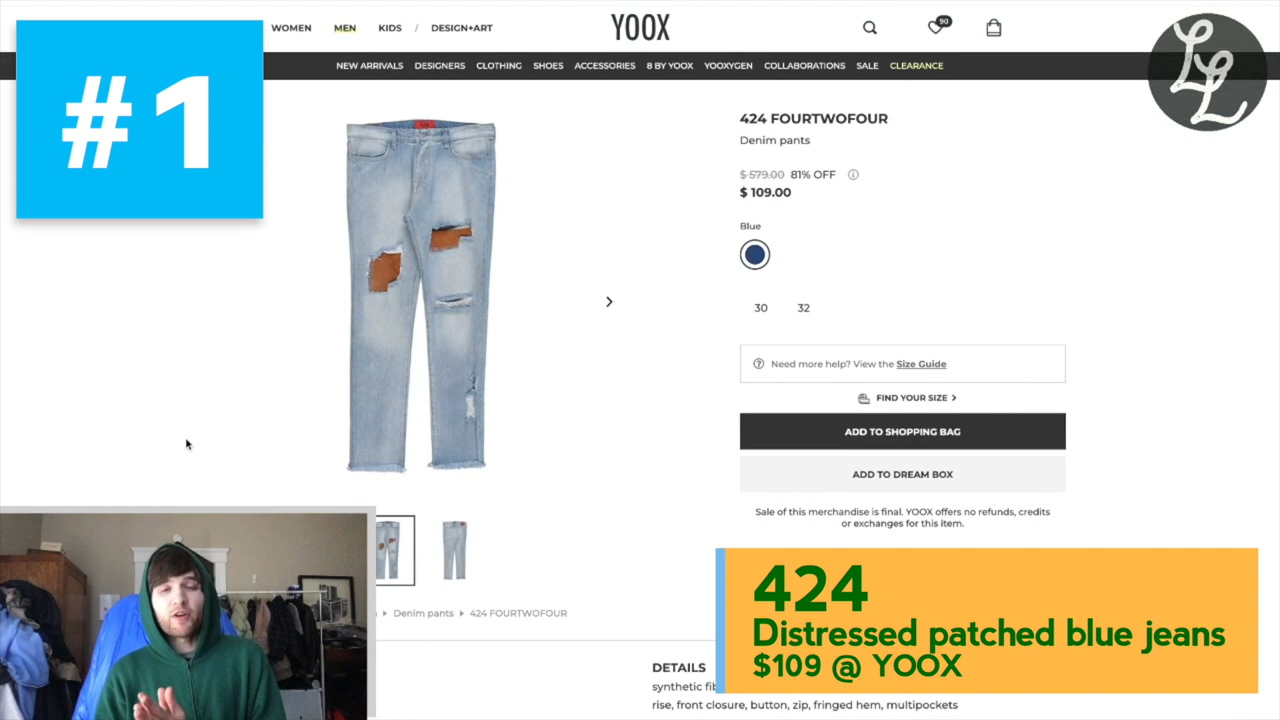 #1
WOMEN MEN KIDS / DESIGN+ART
YOOX
90
LL
NEW ARRIVALS DESIGNERS CLOTHING SHOES ACCESSORIES 8 BY YOOX YOOXYGEN COLLABORATIONS SALE CLEARANCE
424 FOURTWOFOUR
Denim pants
$ 579.00 81% OFF
$ 109.00
Blue
30 32
Need more help? View the Size Guide
FIND YOUR SIZE >
ADD TO SHOPPING BAG
ADD TO DREAM BOX
Sale of this merchandise is final. YOOX offers no refunds, credits
or exchanges for this item.
Denim pants 424 FOURTWOFOUR
424
Distressed patched blue jeans
$109 @ YOOX
DETAILS
synthetic
rise, front closure, button, zip, fringed hem, multipockets